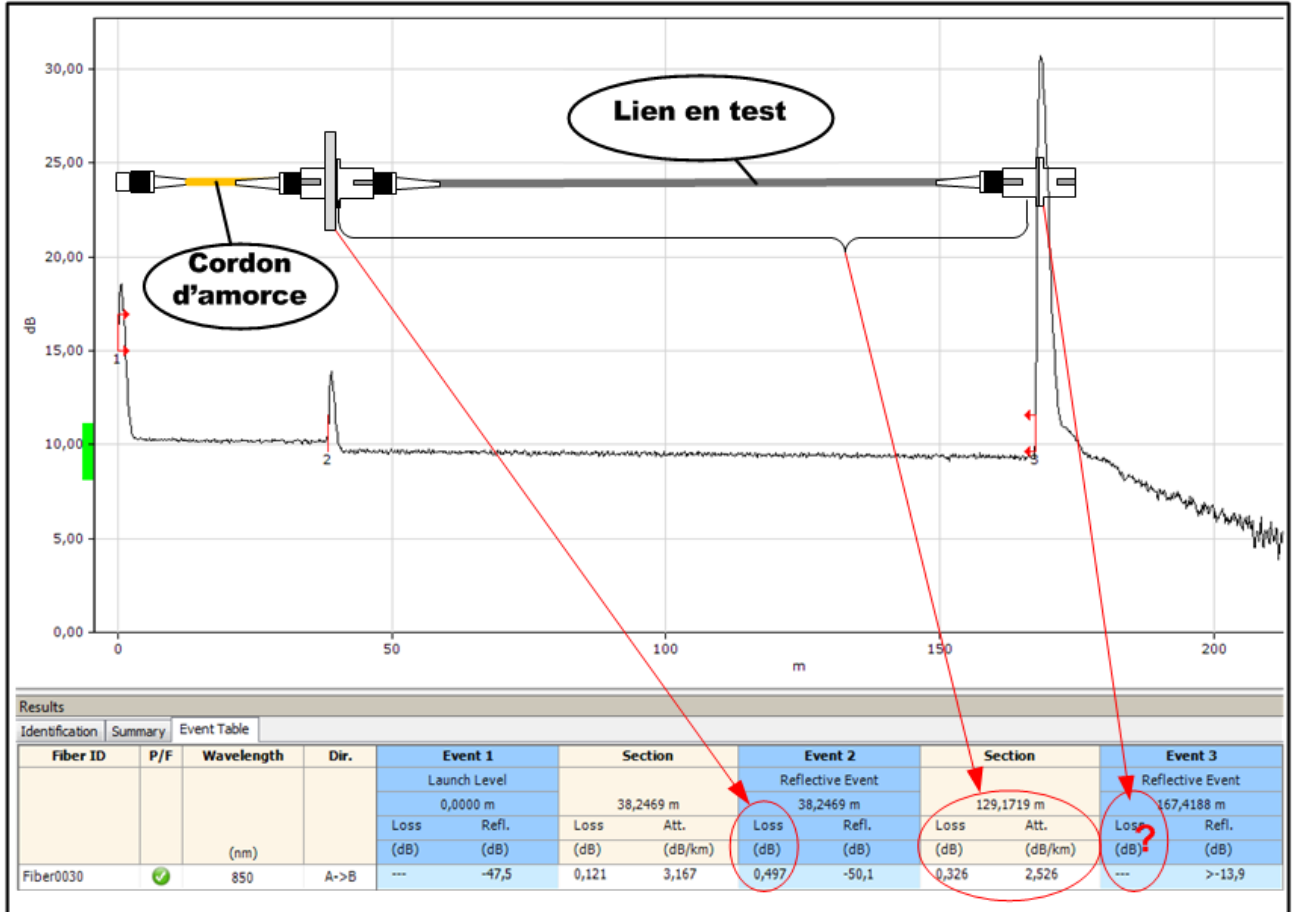 30,00
25,00
20,00
15,00
10,00
5,00
0,00
dB
Lien en test
Cordon
d'amorce
1
2
3
0
50
100
150
200
m
Results
Identification Summary Event Table
Fiber ID P/F Wavelength Dir. Event 1 Section Event 2 Section Event 3
Launch Level Reflective Event Reflective Event
0,0000 m 38,2469 m 38,2469 m 129,1719 m 167,4188 m
Loss Refl. Loss Att. Loss Refl. Loss Att. Loss ? Refl.
(nm) (dB) (dB) (dB) (dB/km) (dB) (dB) (dB) (dB/km) (dB) (dB)
Fiber0030 850 A->B --- -47,5 0,121 3,167 0,497 -50,1 0,326 2,526 --- >-13,9